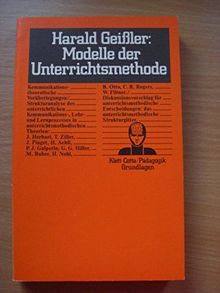 Harald Geißler:
Modelle der
Unterrichtsmethode
Kommunikations-
theoretische
Vorüberlegungen:
Strukturanalyse des
unterrichtlichen
Kommunikations-, Lehr-
und Lernprozesses in
unterrichtsmethodischen
Theorien:
J. Herbart, T. Ziller,
J. Piaget, H. Aebli,
P. J. Galperin, G. G. Hiller,
M. Buber, H. Nohl,
B. Otto, C. R. Rogers,
W. Flitner
Diskussionsvorschlag für
unterrichtsmethodische
Entscheidungen: das
unterrichtsmethodische
Strukturgitter
Klett-Cotta: Pädagogik
Grundlagen